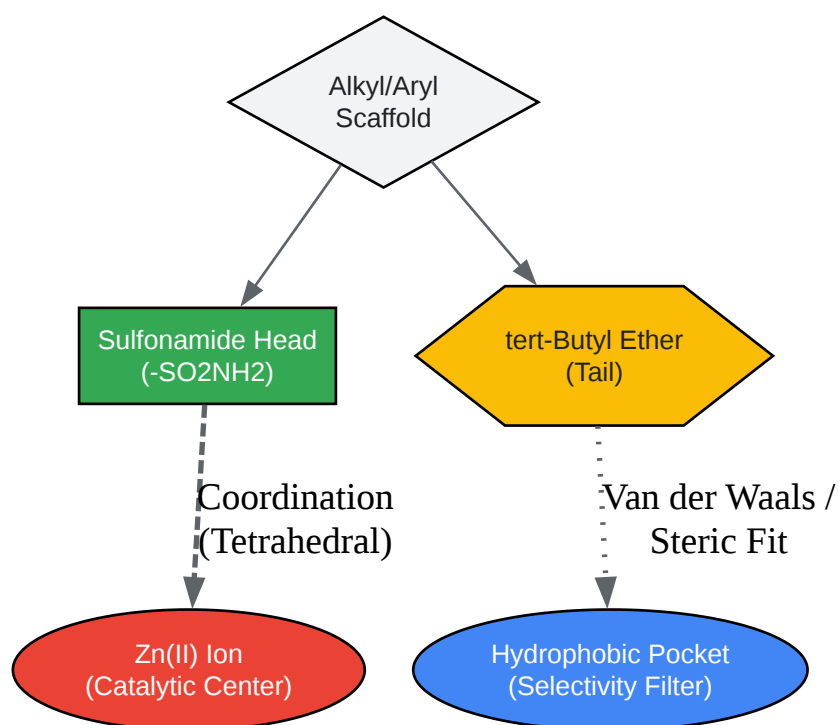 Alkyl/Aryl
Scaffold
Sulfonamide Head
(-SO2NH2)
tert-Butyl Ether
(Tail)
Coordination
(Tetrahedral)
Van der Waals /
Steric Fit
Zn(II) Ion
(Catalytic Center)
Hydrophobic Pocket
(Selectivity Filter)